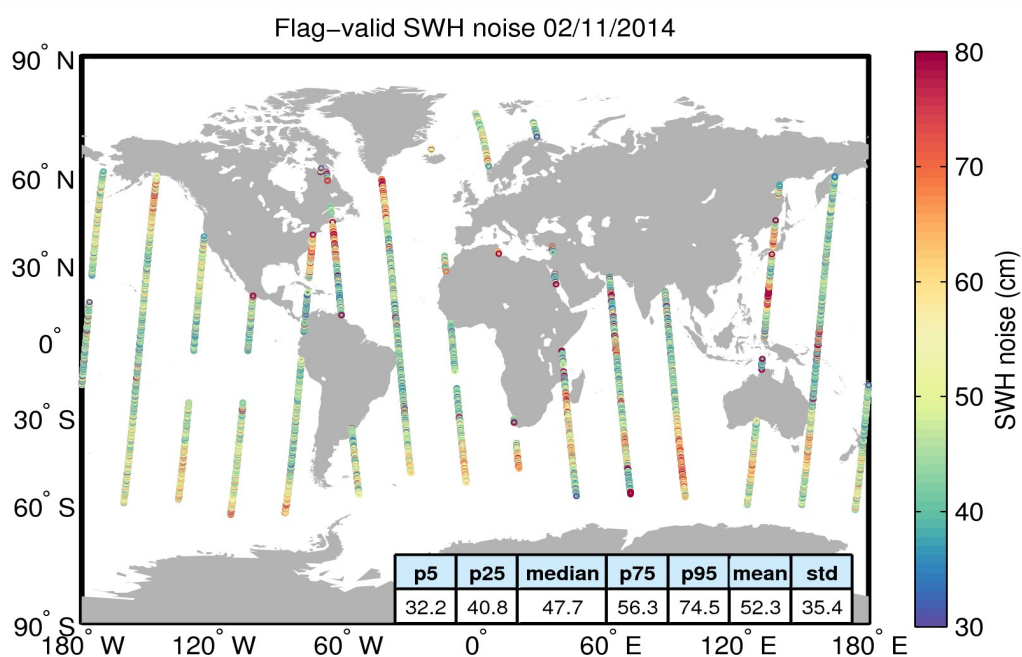 Flag−valid SWH noise 02/11/2014
90° N
60° N
30° N
0°
30° S
60° S
90° S
180° W
120° W
60° W
0°
60° E
120° E
180° E
80
70
60
50
40
30
SWH noise (cm)
p5 p25 median p75 p95 mean std
32.2 40.8 47.7 56.3 74.5 52.3 35.4